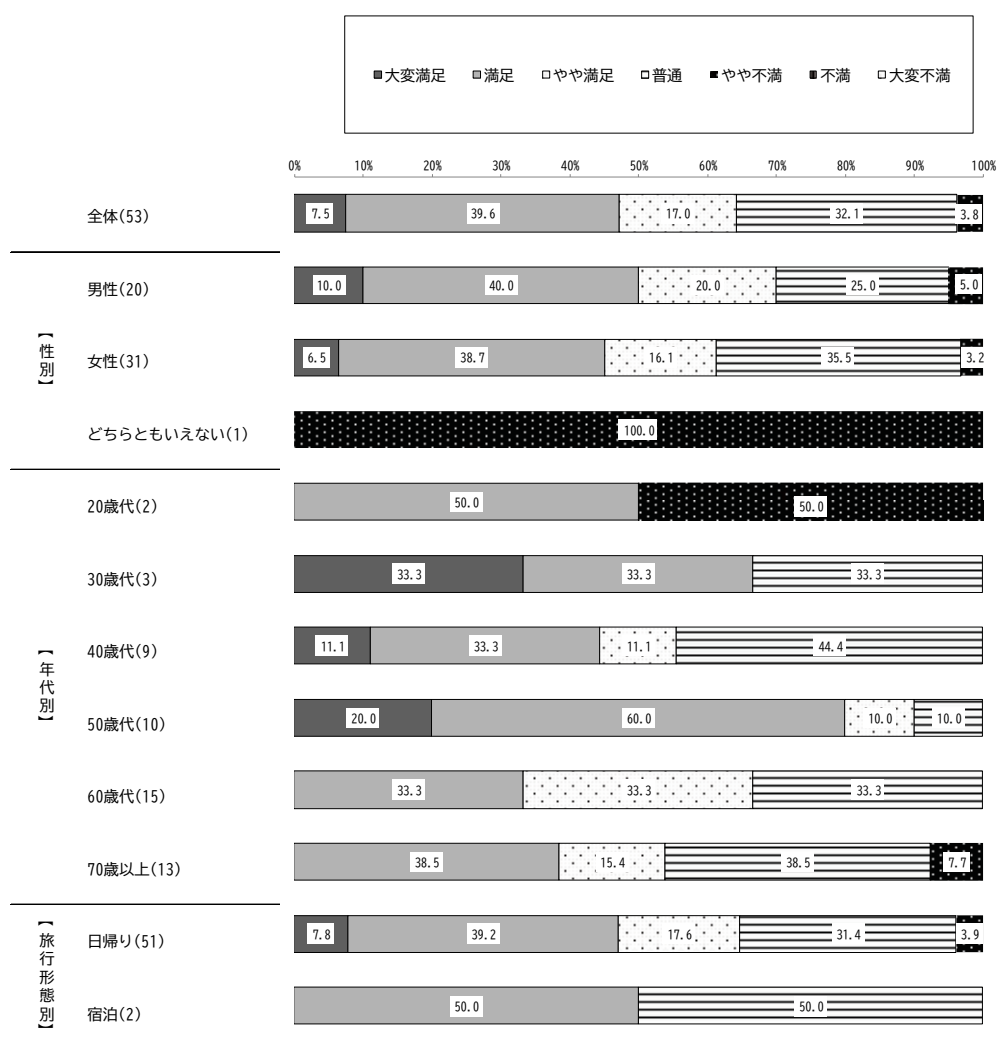 ■大変満足 ■満足 □やや満足 □普通 ■やや不満 ■不満 □大変不満
0% 10% 20% 30% 40% 50% 60% 70% 80% 90% 100%
全体(53) 7.5 39.6 17.0 32.1 3.8
【性別】
男性(20) 10.0 40.0 20.0 25.0 5.0
女性(31) 6.5 38.7 16.1 35.5 3.2
どちらともいえない(1) 100.0
【年代別】
20歳代(2) 50.0 50.0
30歳代(3) 33.3 33.3 33.3
40歳代(9) 11.1 33.3 11.1 44.4
50歳代(10) 20.0 60.0 10.0 10.0
60歳代(15) 33.3 33.3 33.3
70歳以上(13) 38.5 15.4 38.5 7.7
【旅行形態別】
日帰り(51) 7.8 39.2 17.6 31.4 3.9
宿泊(2) 50.0 50.0